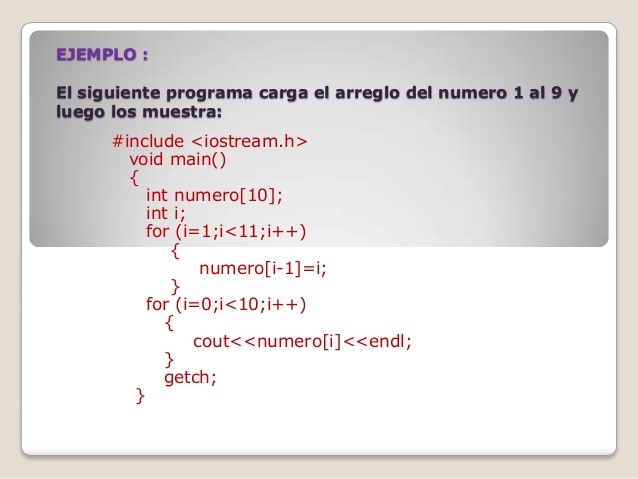 EJEMPLO :
El siguiente programa carga el arreglo del numero 1 al 9 y
luego los muestra:
#include <iostream.h>
void main()
{
int numero[10];
int i;
for (i=1;i<11;i++)
{
numero[i-1]=i;
}
for (i=0;i<10;i++)
{
cout<<numero[i]<<endl;
}
getch;
}